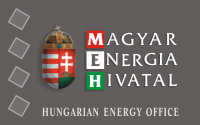 MAGYAR
ENERGIA
HIVATAL
HUNGARIAN ENERGY OFFICE